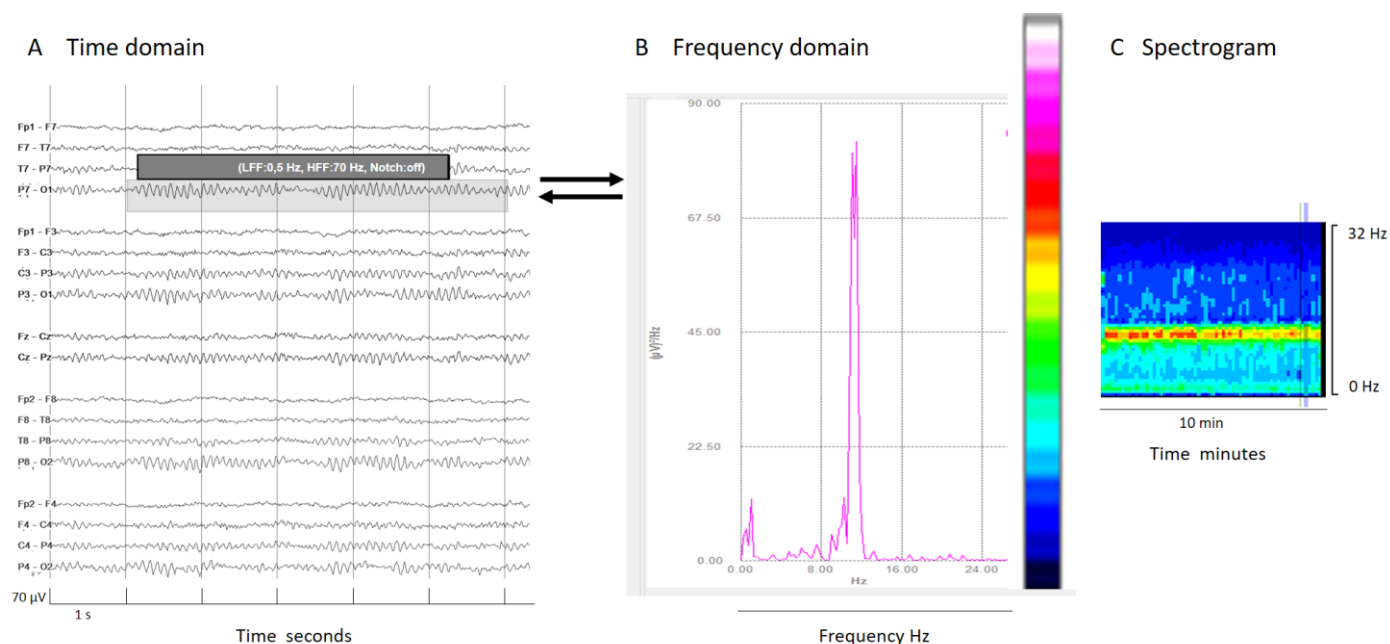 A Time domain
Fp1 - F7
F7 - T7
T7 - P7
(LFF:0,5 Hz, HFF:70 Hz, Notch:off)
P7 - O1
Fp1 - F3
F3 - C3
C3 - P3
P3 - O1
Fz - Cz
Cz - Pz
Fp2 - F8
F8 - T8
T8 - P8
P8 - O2
Fp2 - F4
F4 - C4
C4 - P4
P4 - O2
70 µV
1 s
Time seconds
B Frequency domain
90.00
67.50
45.00
22.50
0.00
(µV)²/Hz
0.00 8.00 16.00 24.00
Hz
Frequency Hz
C Spectrogram
32 Hz
0 Hz
10 min
Time minutes